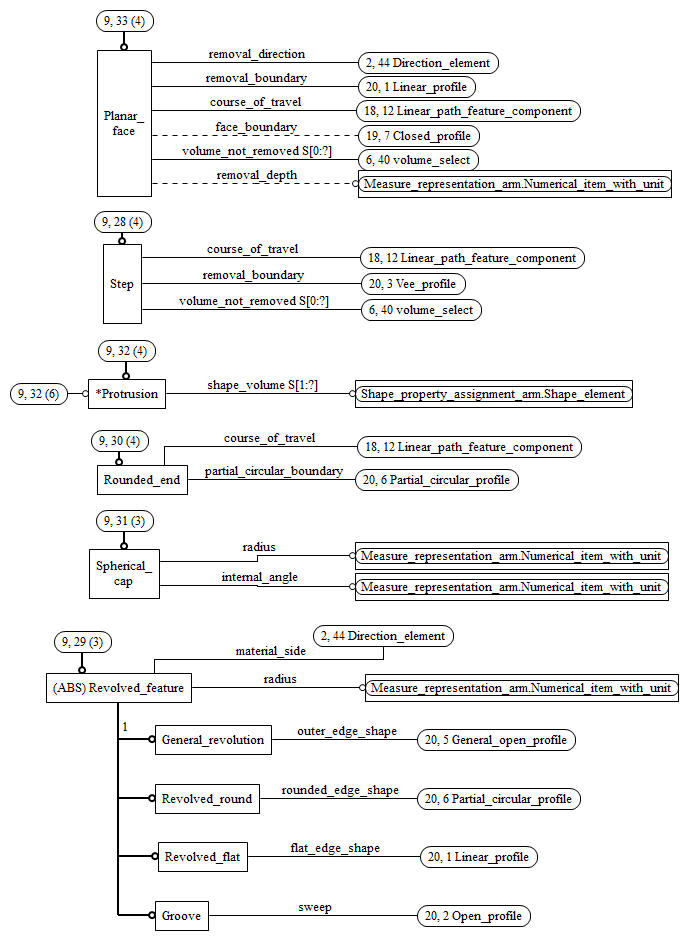 9, 33 (4)
removal_direction
2, 44 Direction_element
removal_boundary
20, 1 Linear_profile
course_of_travel
18, 12 Linear_path_feature_component
Planar_
face
face_boundary
19, 7 Closed_profile
volume_not_removed S[0:?]
6, 40 volume_select
removal_depth
Measure_representation_arm.Numerical_item_with_unit
9, 28 (4)
course_of_travel
18, 12 Linear_path_feature_component
Step
removal_boundary
20, 3 Vee_profile
volume_not_removed S[0:?]
6, 40 volume_select
9, 32 (4)
9, 32 (6)
*Protrusion
shape_volume S[1:?]
Shape_property_assignment_arm.Shape_element
9, 30 (4)
course_of_travel
18, 12 Linear_path_feature_component
Rounded_end
partial_circular_boundary
20, 6 Partial_circular_profile
9, 31 (3)
radius
Measure_representation_arm.Numerical_item_with_unit
Spherical_
cap
internal_angle
Measure_representation_arm.Numerical_item_with_unit
9, 29 (3)
2, 44 Direction_element
material_side
(ABS) Revolved_feature
radius
Measure_representation_arm.Numerical_item_with_unit
1
General_revolution
outer_edge_shape
20, 5 General_open_profile
Revolved_round
rounded_edge_shape
20, 6 Partial_circular_profile
Revolved_flat
flat_edge_shape
20, 1 Linear_profile
Groove
sweep
20, 2 Open_profile